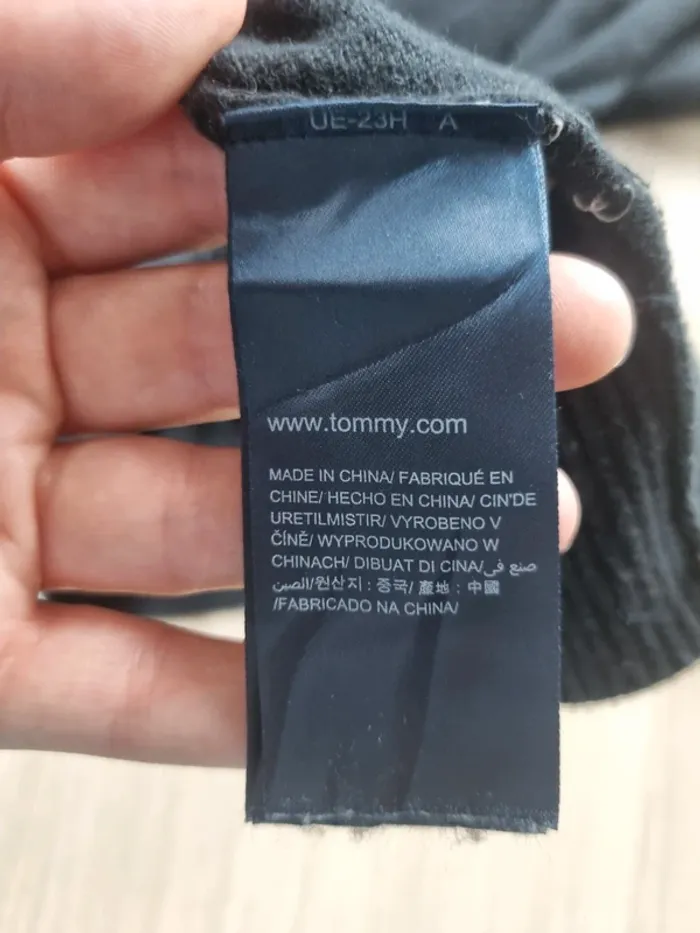 UE-23H A
www.tommy.com
MADE IN CHINA/ FABRIQUÉ EN
CHINE/ HECHO EN CHINA/ CIN'DE
URETILMISTIR/ VYROBENO V
ČÍNĚ/ WYPRODUKOWANO W
CHINACH/ DIBUAT DI CINA/صنع في
الصين/원산지 : 중국/ 產地 : 中國
/FABRICADO NA CHINA/